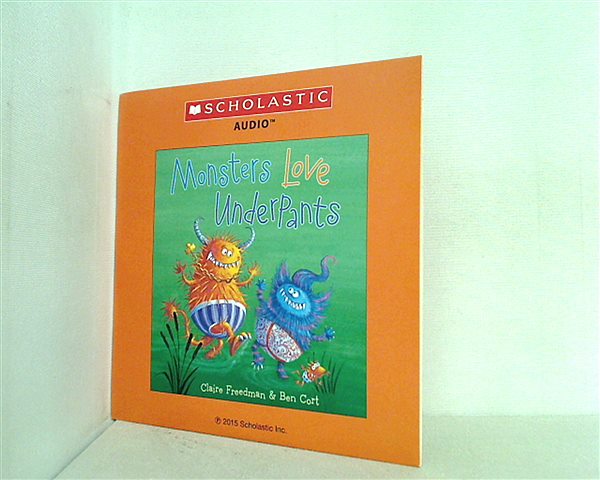 SCHOLASTIC
AUDIO™
Monsters Love
Underpants
Claire Freedman & Ben Cort
℗ 2015 Scholastic Inc.